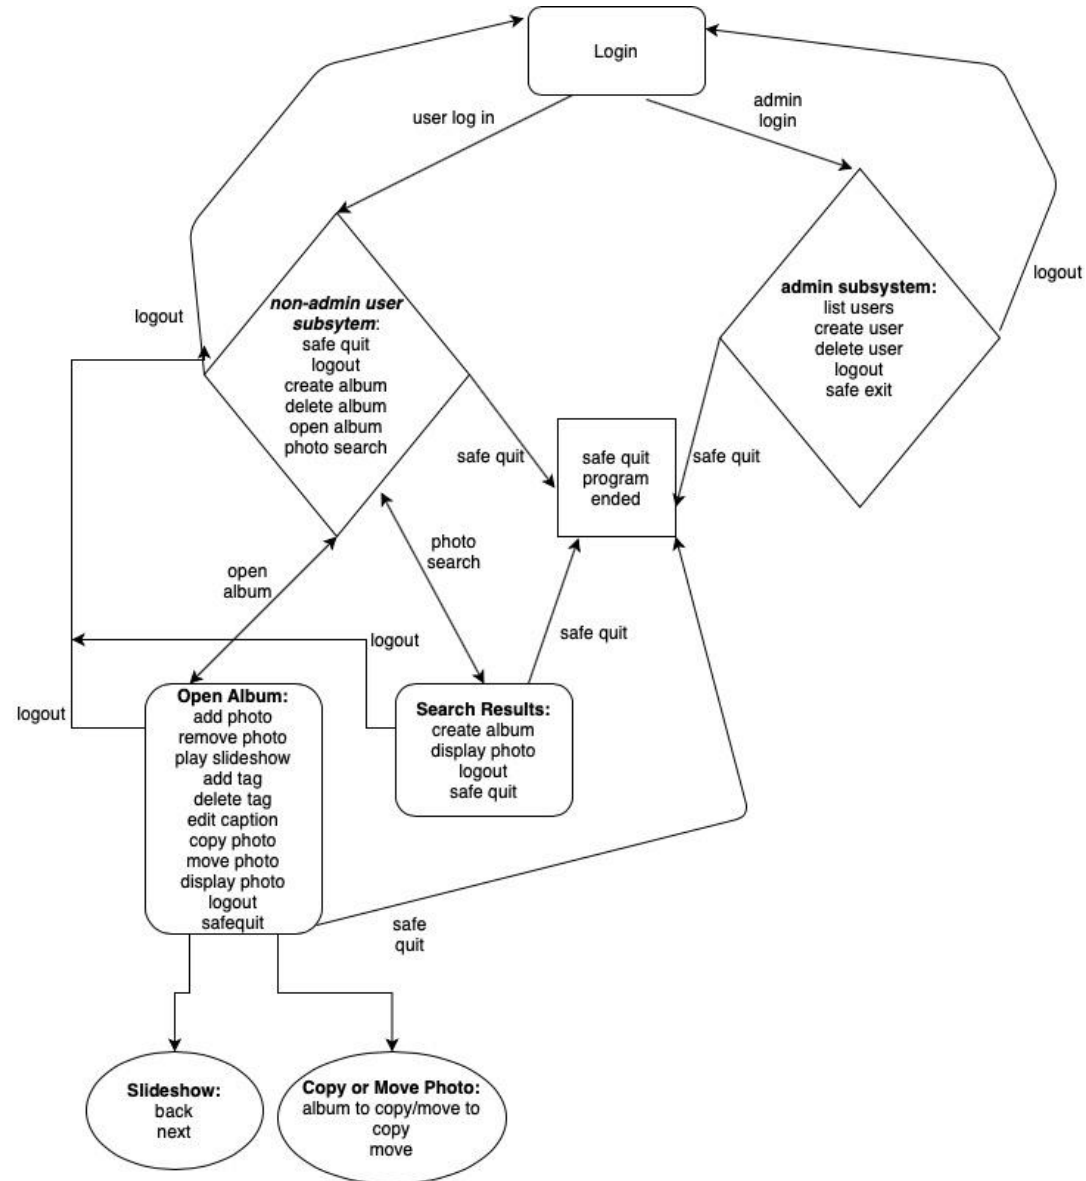 Login
user log in
admin
login
non-admin user
subsytem:
safe quit
logout
create album
delete album
open album
photo search
admin subsystem:
list users
create user
delete user
logout
safe exit
logout
logout
safe quit
safe quit
program
ended
safe quit
photo
search
open
album
safe quit
logout
logout
Open Album:
add photo
remove photo
play slideshow
add tag
delete tag
edit caption
copy photo
move photo
display photo
logout
safequit
Search Results:
create album
display photo
logout
safe quit
safe
quit
Slideshow:
back
next
Copy or Move Photo:
album to copy/move to
copy
move